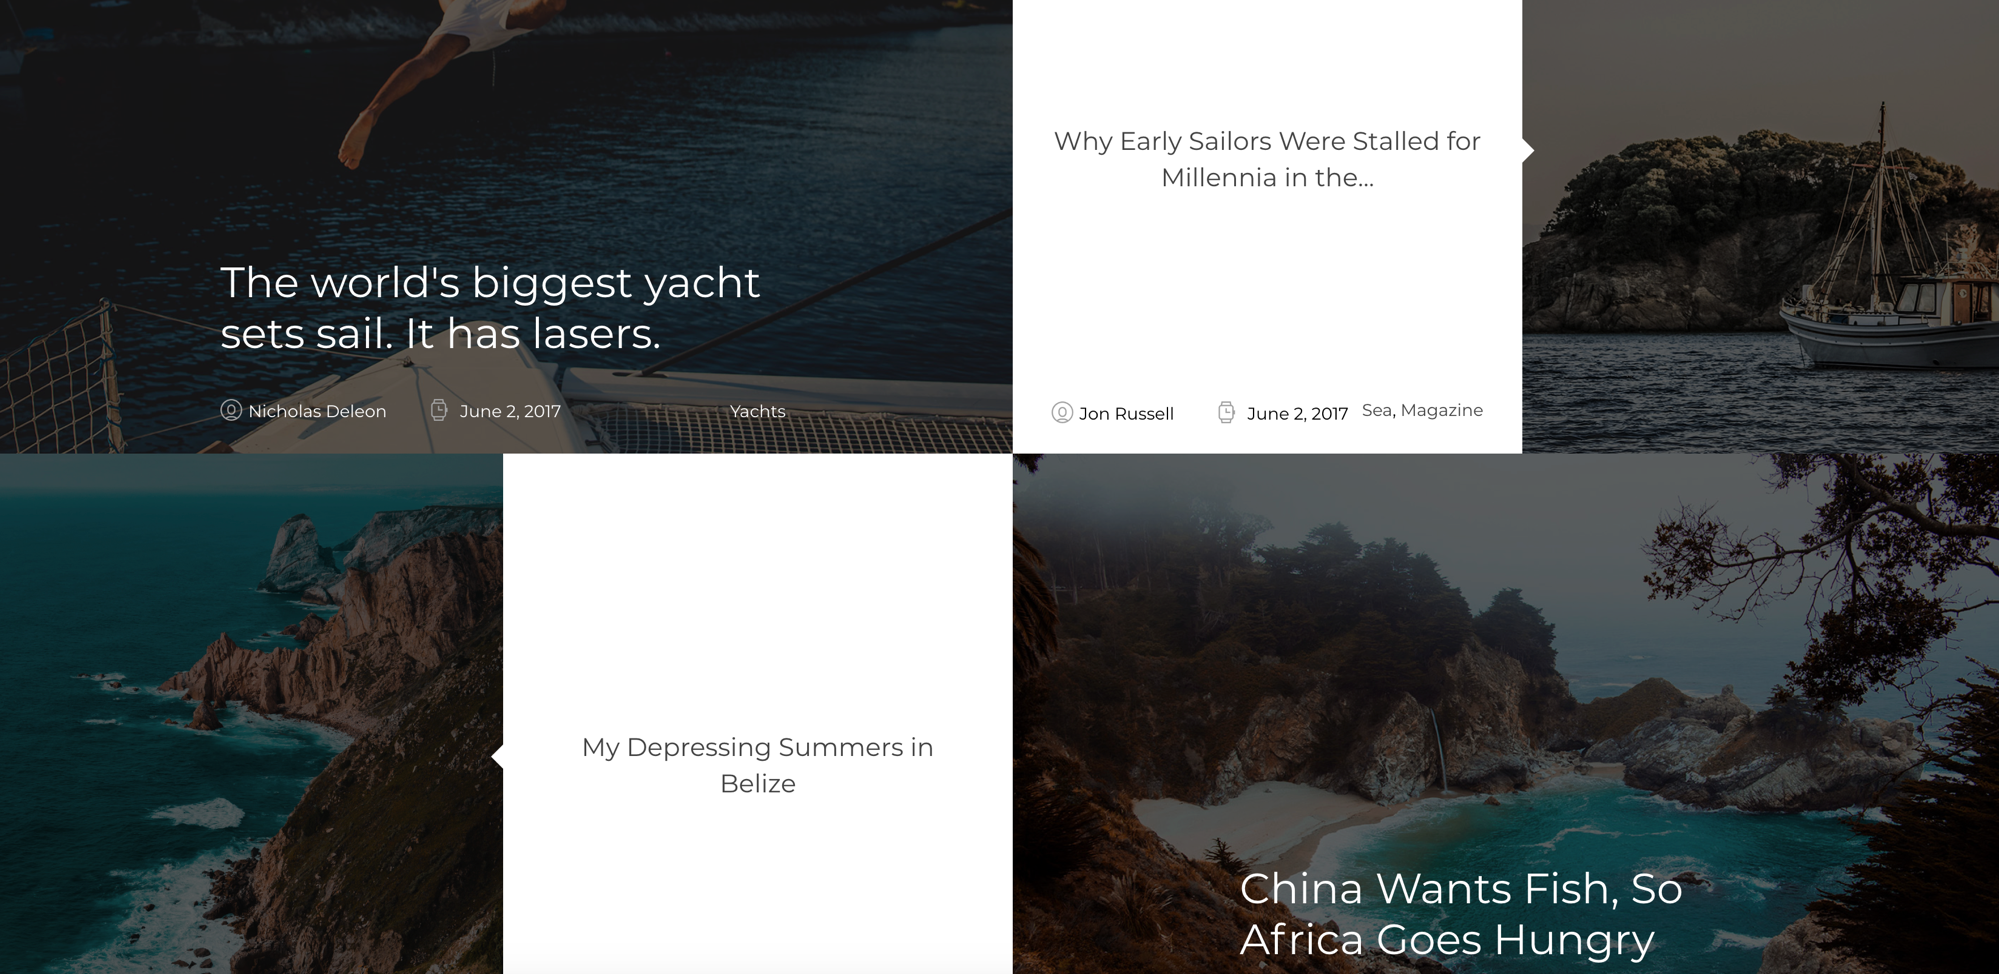 The world's biggest yacht
sets sail. It has lasers.
Nicholas Deleon
June 2, 2017
Yachts
Why Early Sailors Were Stalled for
Millennia in the...
Jon Russell
June 2, 2017
Sea, Magazine
My Depressing Summers in
Belize
China Wants Fish, So
Africa Goes Hungry